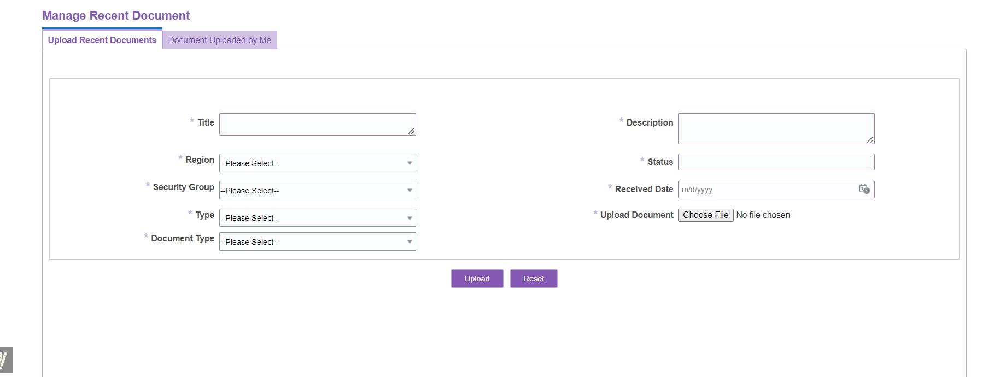 Manage Recent Document
Upload Recent Documents
Document Uploaded by Me
* Title
* Description
* Region --Please Select--
* Status
* Security Group --Please Select--
* Received Date m/d/yyyy
* Type --Please Select--
* Upload Document Choose File No file chosen
* Document Type --Please Select--
Upload
Reset